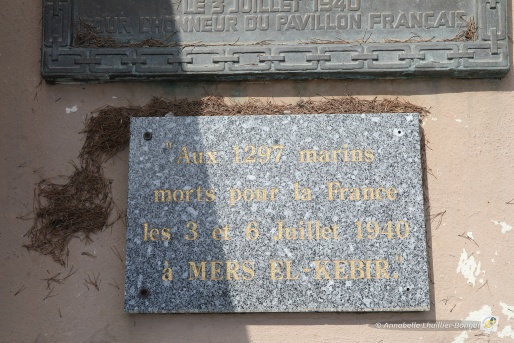 LE 3 JUILLET 1940
POUR L'HONNEUR DU PAVILLON FRANÇAIS
"Aux 1297 marins
morts pour la France
les 3 et 6 Juillet 1940
à MERS EL-KEBIR."
© Annabelle Lhuillier-Bonnal